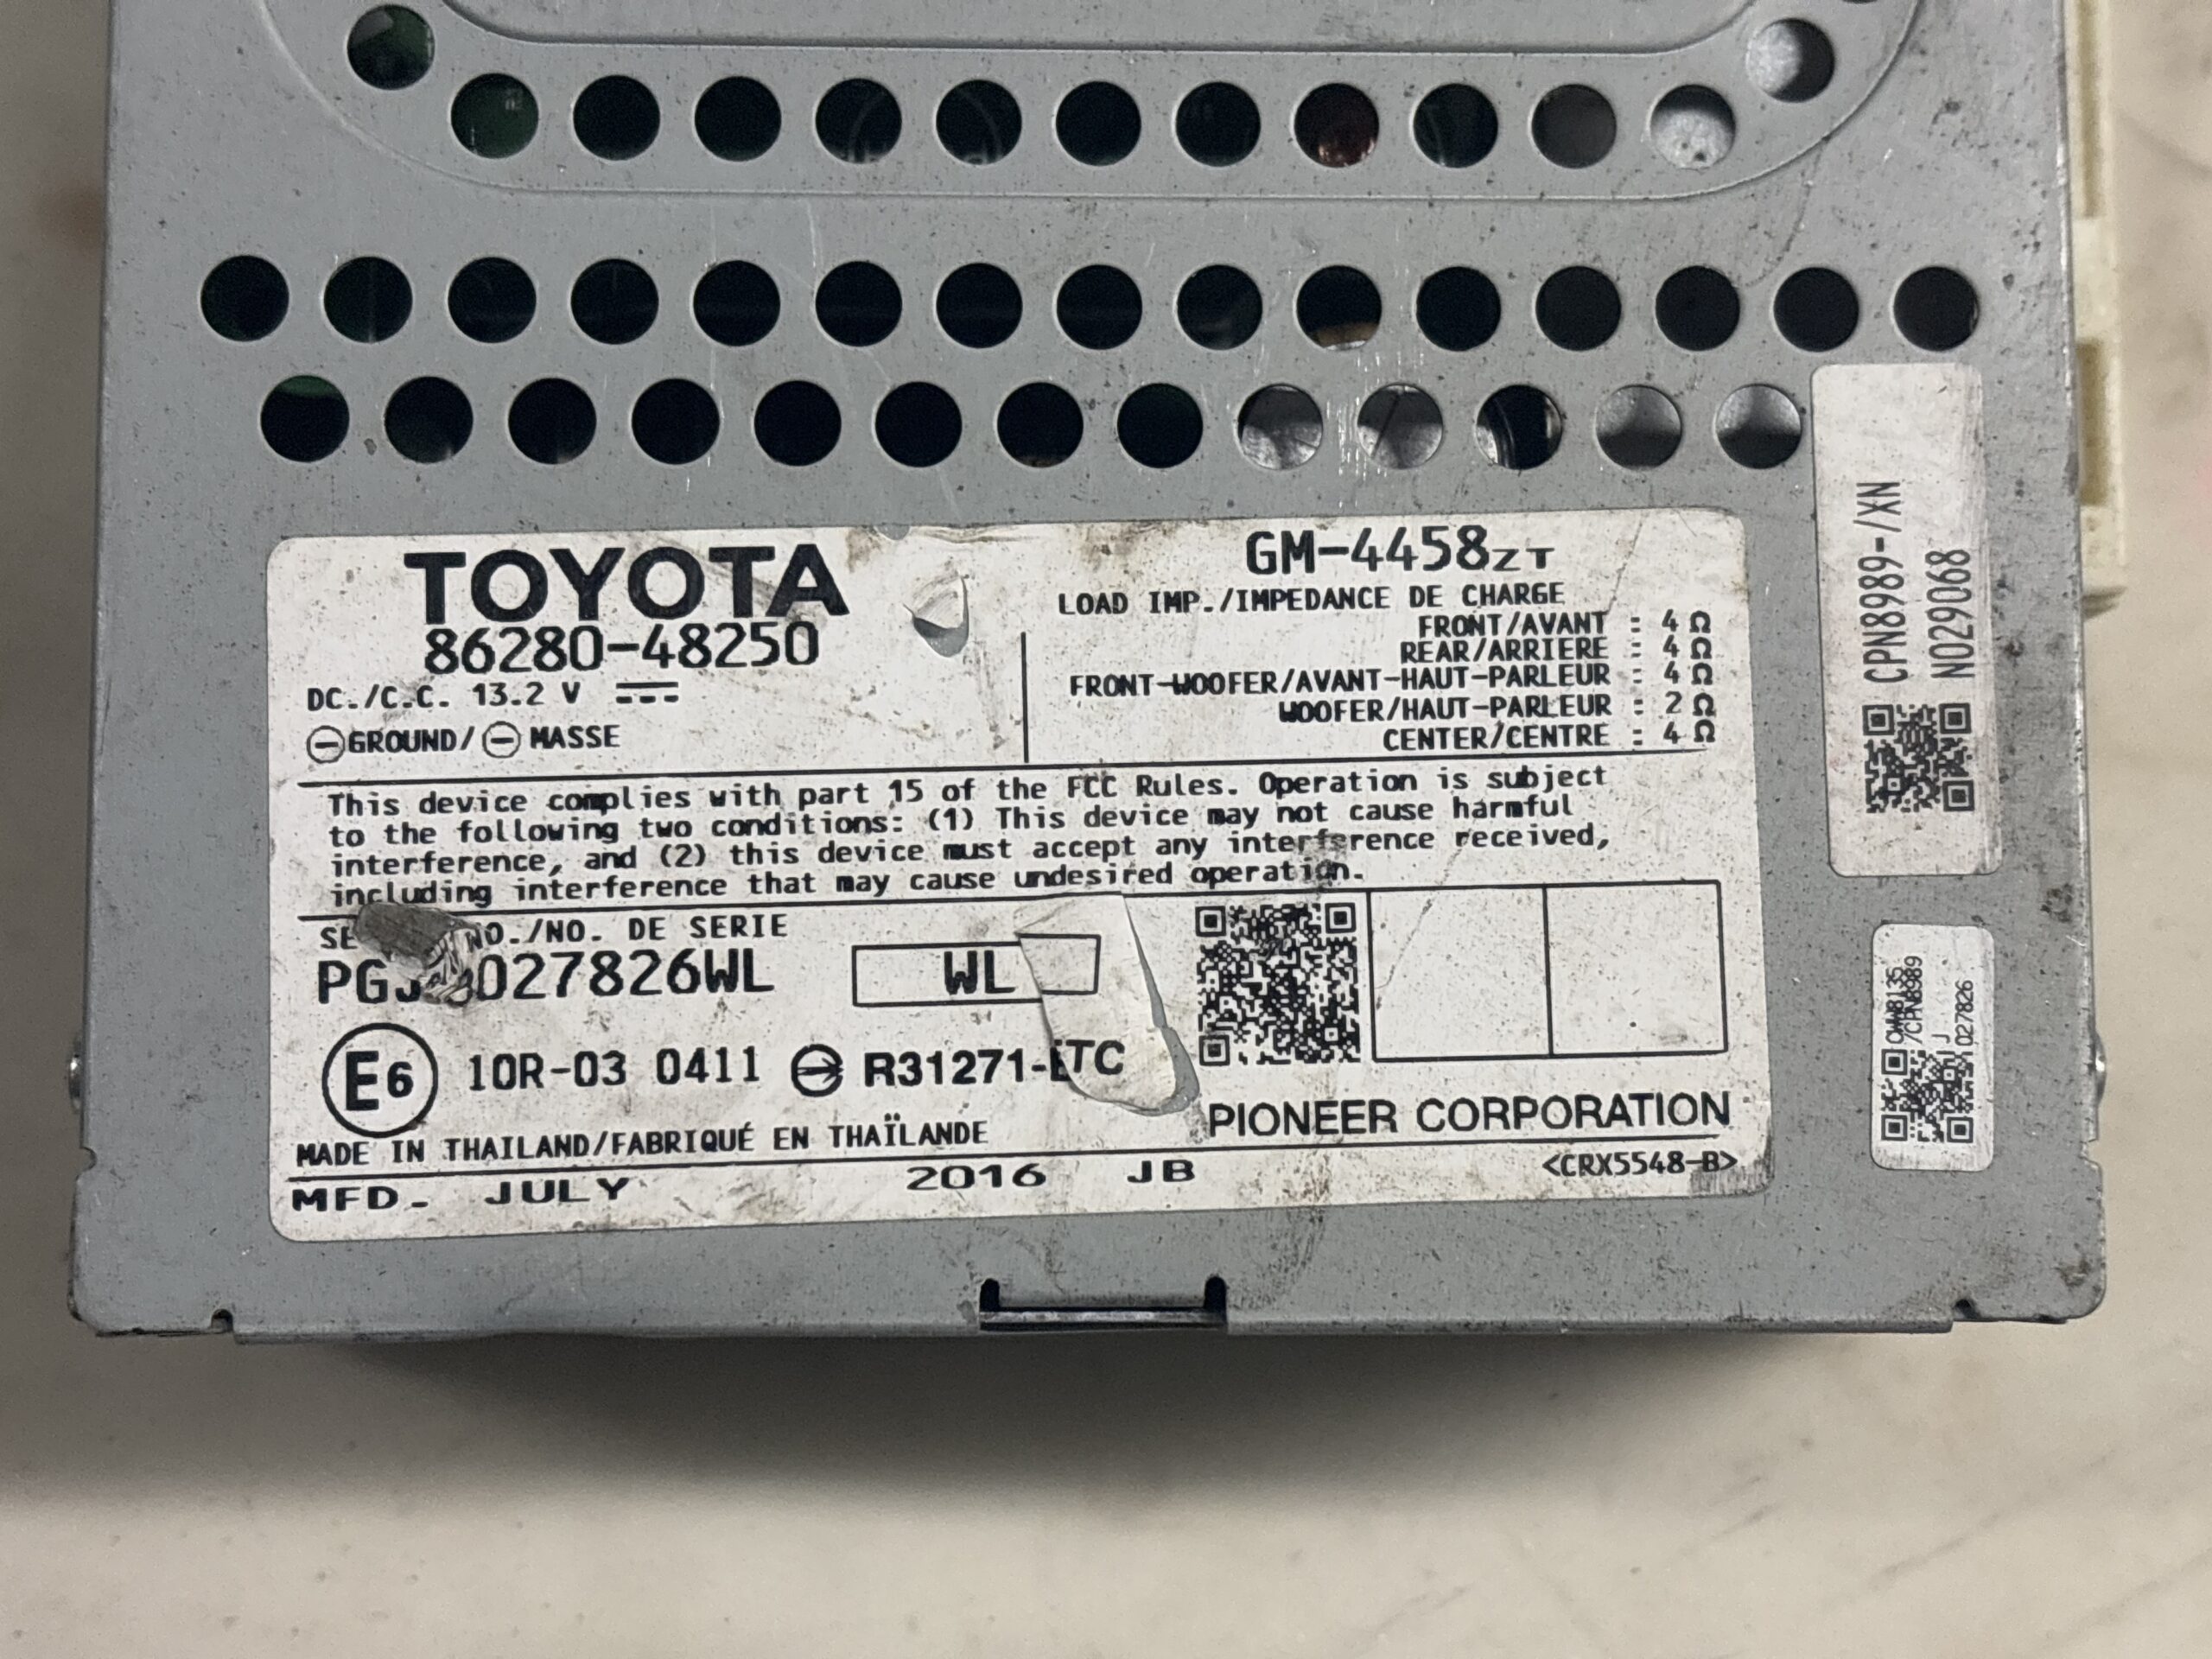 TOYOTA
86280-48250
DC./C.C. 13.2 V
GROUND/ MASSE
GM-4458ZT
LOAD IMP./IMPEDANCE DE CHARGE
FRONT/AVANT : 4 Ω
REAR/ARRIERE : 4 Ω
FRONT-WOOFER/AVANT-HAUT-PARLEUR : 4 Ω
WOOFER/HAUT-PARLEUR : 2 Ω
CENTER/CENTRE : 4 Ω
This device complies with part 15 of the FCC Rules. Operation is subject
to the following two conditions: (1) This device may not cause harmful
interference, and (2) this device must accept any interference received,
including interference that may cause undesired operation.
NO./NO. DE SERIE
WL
E6 10R-03 0411 R31271-ETC
MADE IN THAILAND/FABRIQUÉ EN THAÏLANDE
PIONEER CORPORATION
MFD. JULY 2016 JB
<CRX5548-B>
CPN8989-/XN
N029068
CWW8135
/CPN8989
J
027826